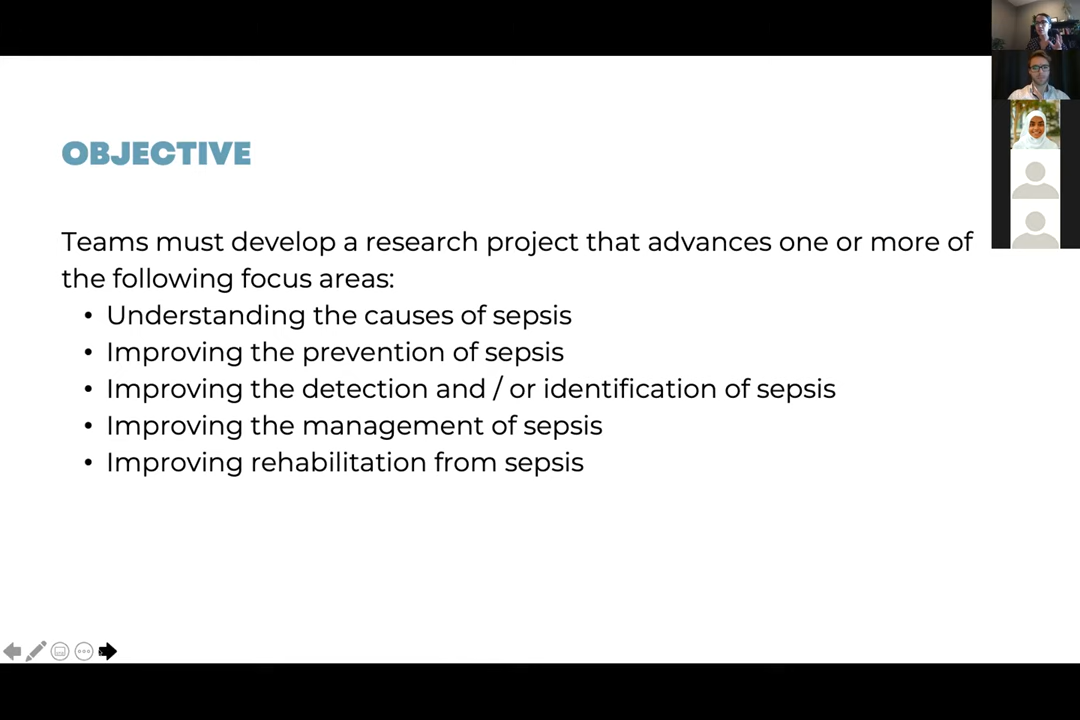 OBJECTIVE
Teams must develop a research project that advances one or more of
the following focus areas:
• Understanding the causes of sepsis
• Improving the prevention of sepsis
• Improving the detection and / or identification of sepsis
• Improving the management of sepsis
• Improving rehabilitation from sepsis